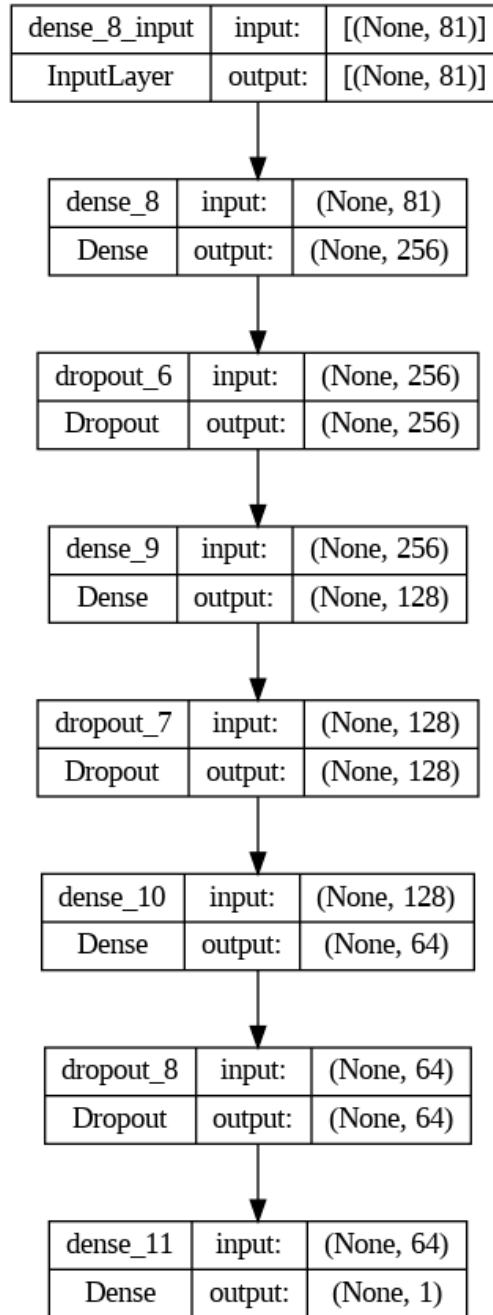 dense_8_input input: [(None, 81)]
InputLayer output: [(None, 81)]
dense_8 input: (None, 81)
Dense output: (None, 256)
dropout_6 input: (None, 256)
Dropout output: (None, 256)
dense_9 input: (None, 256)
Dense output: (None, 128)
dropout_7 input: (None, 128)
Dropout output: (None, 128)
dense_10 input: (None, 128)
Dense output: (None, 64)
dropout_8 input: (None, 64)
Dropout output: (None, 64)
dense_11 input: (None, 64)
Dense output: (None, 1)